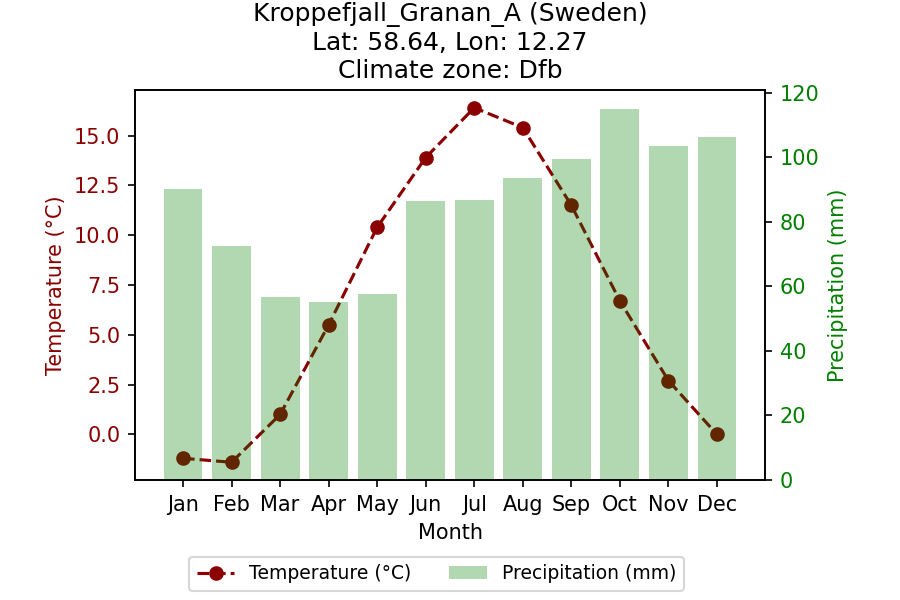 Kroppefjall_Granan_A (Sweden)
Lat: 58.64, Lon: 12.27
Climate zone: Dfb
Temperature (°C)
15.0
12.5
10.0
7.5
5.0
2.5
0.0
120
100
80
60
40
20
0
Precipitation (mm)
Jan Feb Mar Apr May Jun Jul Aug Sep Oct Nov Dec
Month
Temperature (°C) Precipitation (mm)